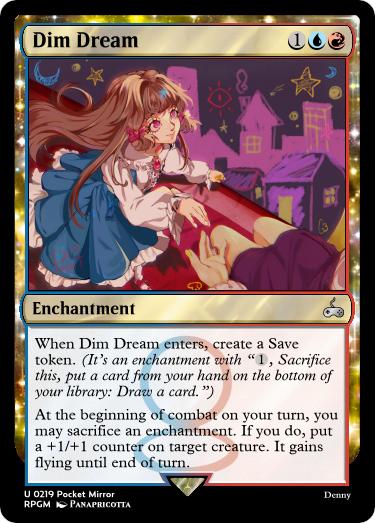 Dim Dream 1
Enchantment
When Dim Dream enters, create a Save
token. (It's an enchantment with "1, Sacrifice
this, put a card from your hand on the bottom of
your library: Draw a card.")
At the beginning of combat on your turn, you
may sacrifice an enchantment. If you do, put
a +1/+1 counter on target creature. It gains
flying until end of turn.
U 0219 Pocket Mirror
RPGM Panapricotta
Denny